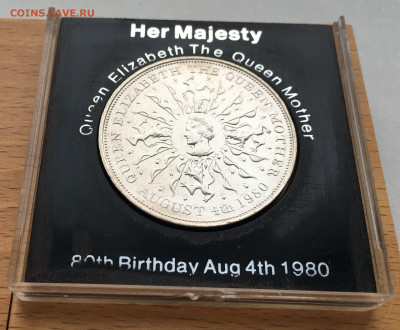 COINS.CAVE.RU
Her Majesty
Queen Elizabeth The Queen Mother
QUEEN ELIZABETH THE QUEEN MOTHER
AUGUST 4th 1980
80th Birthday Aug 4th 1980